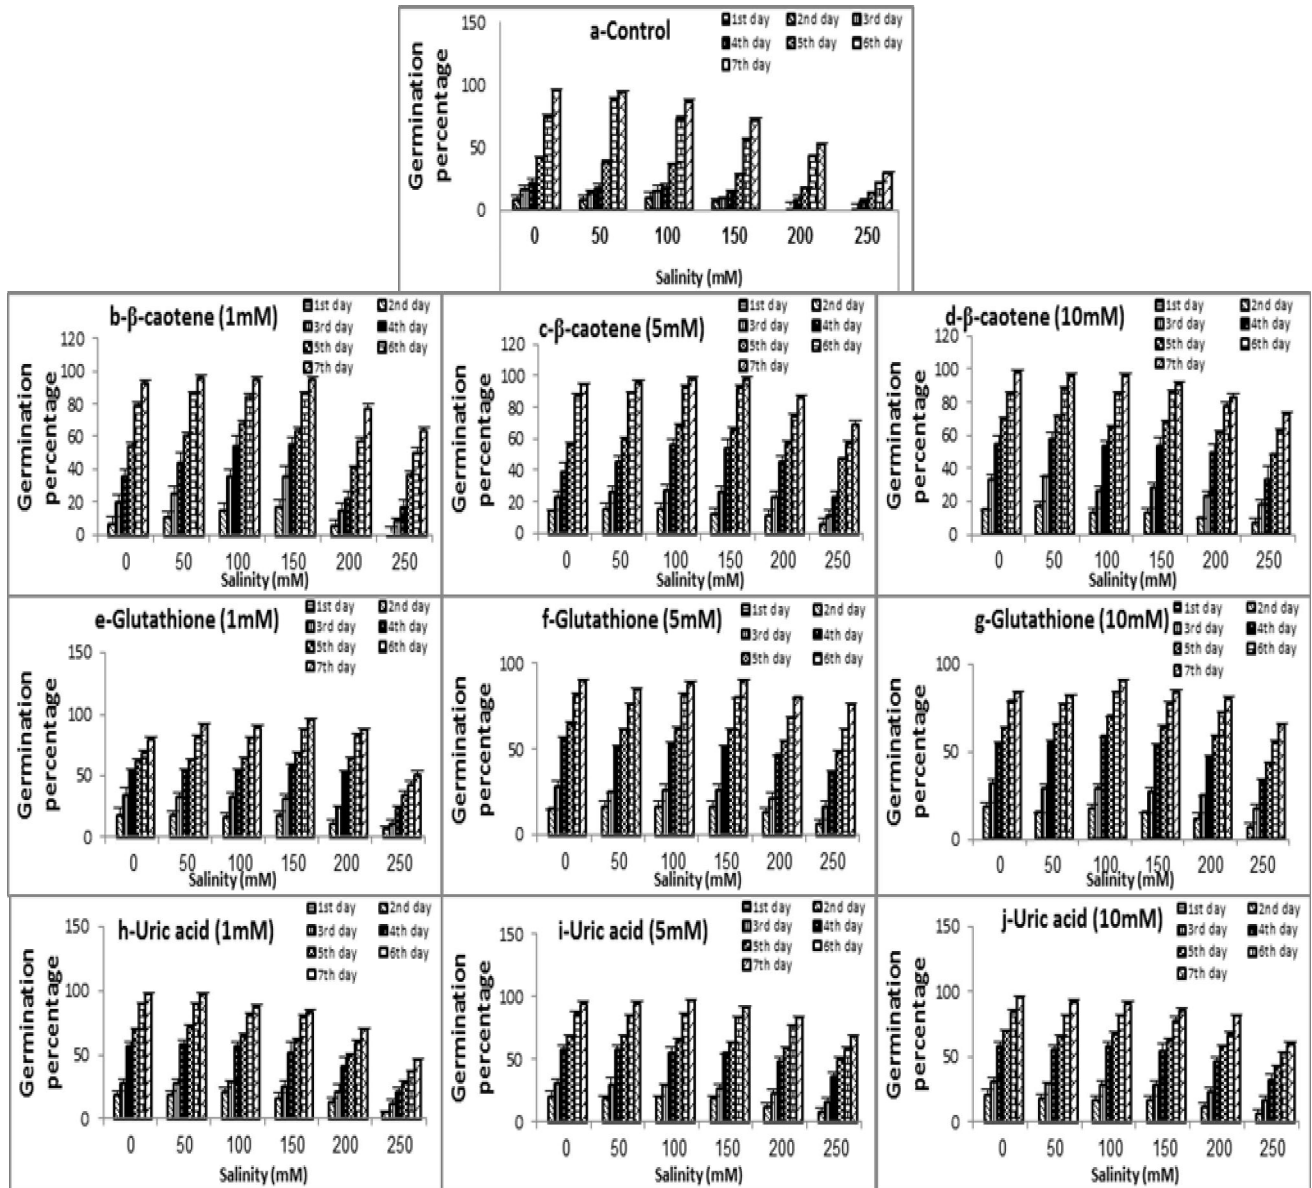 a-Control
1st day 2nd day 3rd day
4th day 5th day 6th day
7th day
Germination percentage
150
100
50
0
0 50 100 150 200 250
Salinity (mM)
b-β-caotene (1mM)
1st day 2nd day
3rd day 4th day
5th day 6th day
7th day
Germination percentage
120
100
80
60
40
20
0
0 50 100 150 200 250
Salinity (mM)
c-β-caotene (5mM)
1st day 2nd day
3rd day 4th day
5th day 6th day
7th day
Germination percentage
120
100
80
60
40
20
0
0 50 100 150 200 250
Salinity (mM)
d-β-caotene (10mM)
1st day 2nd day
3rd day 4th day
5th day 6th day
7th day
Germination percentage
120
100
80
60
40
20
0
0 50 100 150 200 250
Salinity (mM)
e-Glutathione (1mM)
1st day 2nd day
3rd day 4th day
5th day 6th day
7th day
Germination percentage
150
100
50
0
0 50 100 150 200 250
Salinity (mM)
f-Glutathione (5mM)
1st day 2nd day
3rd day 4th day
5th day 6th day
Germination percentage
100
50
0
0 50 100 150 200 250
Salinity (mM)
g-Glutathione (10mM)
1st day 2nd day
3rd day 4th day
5th day 6th day
7th day
Germination percentage
100
50
0
0 50 100 150 200 250
Salinity (mM)
h-Uric acid (1mM)
1st day 2nd day
3rd day 4th day
5th day 6th day
7th day
Germination percentage
150
100
50
0
0 50 100 150 200 250
Salinity (mM)
i-Uric acid (5mM)
1st day 2nd day
3rd day 4th day
5th day 6th day
7th day
Germination percentage
150
100
50
0
0 50 100 150 200 250
Salinity (mM)
j-Uric acid (10mM)
1st day 2nd day
3rd day 4th day
5th day 6th day
7th day
Germination percentage
150
100
50
0
0 50 100 150 200 250
Salinity (mM)